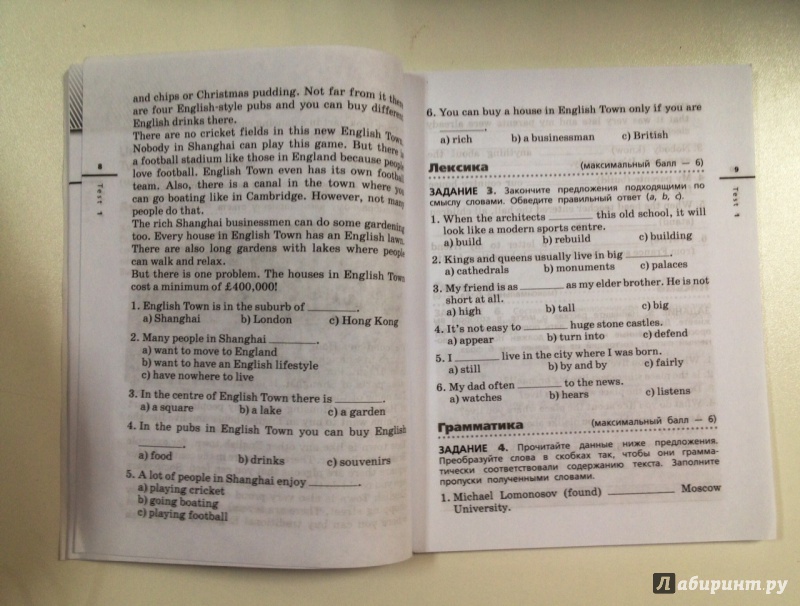 and chips or Christmas pudding. Not far from it there
are four English-style pubs and you can buy different
English drinks there.
There are no cricket fields in this new English Town.
Nobody in Shanghai can play this game. But there is
a football stadium like those in England because people
love football. English Town even has its own football
team. Also, there is a canal in the town where you
can go boating like in Cambridge. However, not many
people do that.
The rich Shanghai businessmen can do some gardening
too. Every house in English Town has an English lawn.
There are also long gardens with lakes where people
can walk and relax.
But there is one problem. The houses in English Town
cost a minimum of £400,000!
1. English Town is in the suburb of ________.
a) Shanghai b) London c) Hong Kong
2. Many people in Shanghai ________.
a) want to move to England
b) want to have an English lifestyle
c) have nowhere to live
3. In the centre of English Town there is ________.
a) a square b) a lake c) a garden
4. In the pubs in English Town you can buy English
________.
a) food b) drinks c) souvenirs
5. A lot of people in Shanghai enjoy ________.
a) playing cricket
b) going boating
c) playing football
8
Test 1
6. You can buy a house in English Town only if you are
________.
a) rich b) a businessman c) British
Лексика (максимальный балл — 6)
ЗАДАНИЕ 3. Закончите предложения подходящими по
смыслу словами. Обведите правильный ответ (a, b, c).
1. When the architects ________ this old school, it will
look like a modern sports centre.
a) build b) rebuild c) building
2. Kings and queens usually live in big ________.
a) cathedrals b) monuments c) palaces
3. My friend is as ________ as my elder brother. He is not
short at all.
a) high b) tall c) big
4. It's not easy to ________ huge stone castles.
a) appear b) turn into c) defend
5. I ________ live in the city where I was born.
a) still b) by and by c) fairly
6. My dad often ________ to the news.
a) watches b) hears c) listens
Грамматика (максимальный балл — 6)
ЗАДАНИЕ 4. Прочитайте данные ниже предложения.
Преобразуйте слова в скобках так, чтобы они грамма-
тически соответствовали содержанию текста. Заполните
пропуски полученными словами.
1. Michael Lomonosov (found) ________ Moscow
University.
9
Test 1
Лабиринт.ру